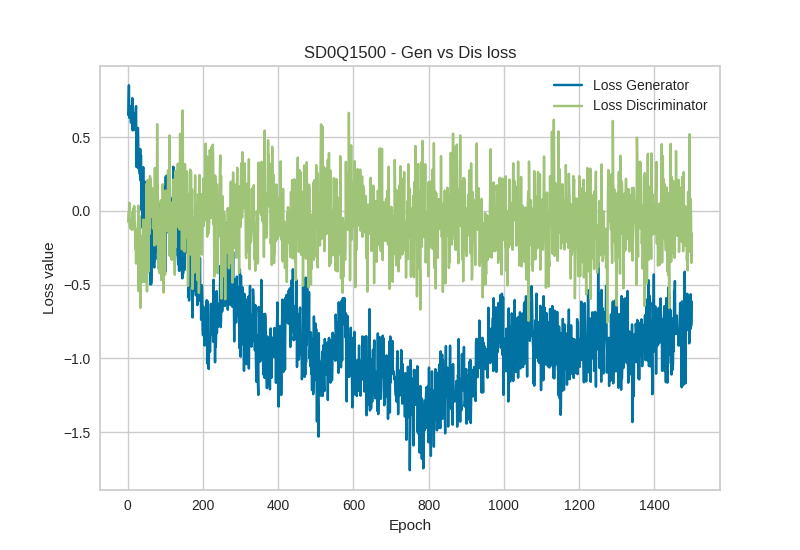 SD0Q1500 - Gen vs Dis loss
Loss Generator
Loss Discriminator
0.5
0.0
−0.5
−1.0
−1.5
Loss value
0 200 400 600 800 1000 1200 1400
Epoch